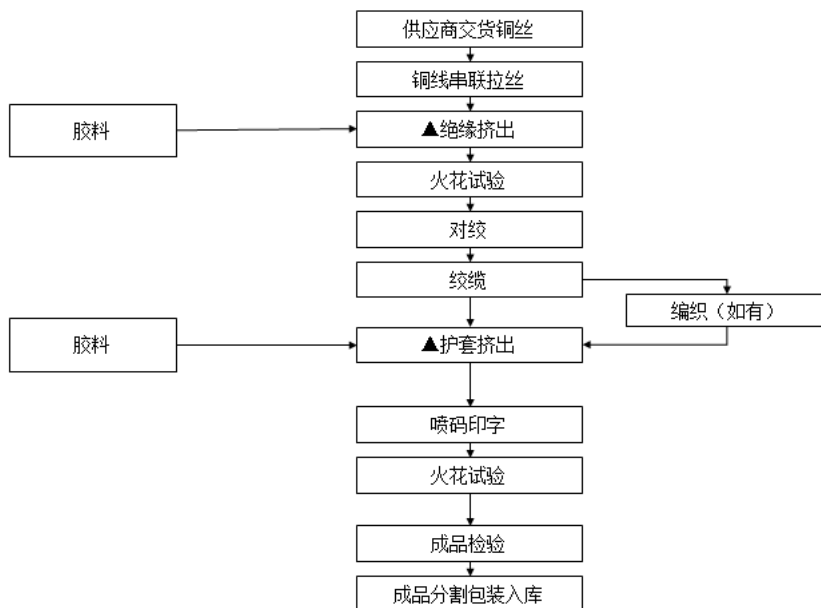 供应商交货铜丝
铜线串联拉丝
胶料
▲绝缘挤出
火花试验
对绞
绞缆
编织（如有）
胶料
▲护套挤出
喷码印字
火花试验
成品检验
成品分割包装入库